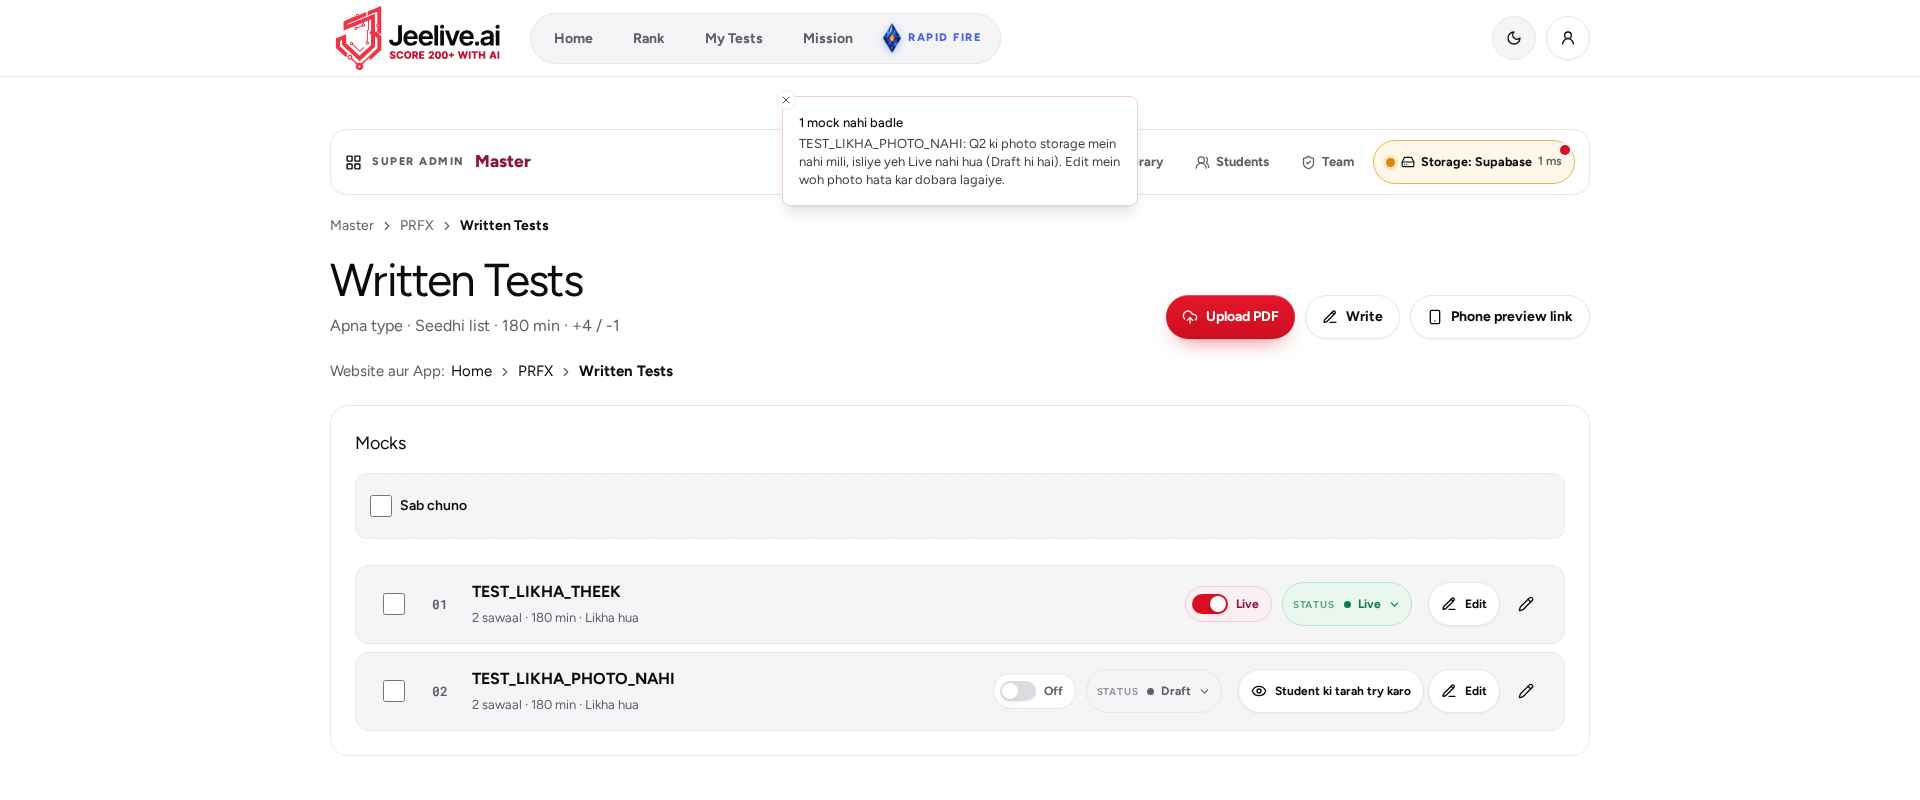 Jeelive.ai
SCORE 200+ WITH AI
Home
Rank
My Tests
Mission
RAPID FIRE
1 mock nahi badle
TEST_LIKHA_PHOTO_NAHI: Q2 ki photo storage mein
nahi mili, isliye yeh Live nahi hua (Draft hi hai). Edit mein
woh photo hata kar dobara lagaiye.
SUPER ADMIN
Master
Students
Team
Storage: Supabase
1 ms
Master
PRFX
Written Tests
Written Tests
Apna type · Seedhi list · 180 min · +4 / -1
Upload PDF
Write
Phone preview link
Website aur App: Home
PRFX
Written Tests
Mocks
Sab chuno
01
TEST_LIKHA_THEEK
2 sawaal · 180 min · Likha hua
Live
STATUS
Live
Edit
02
TEST_LIKHA_PHOTO_NAHI
2 sawaal · 180 min · Likha hua
Off
STATUS
Draft
Student ki tarah try karo
Edit